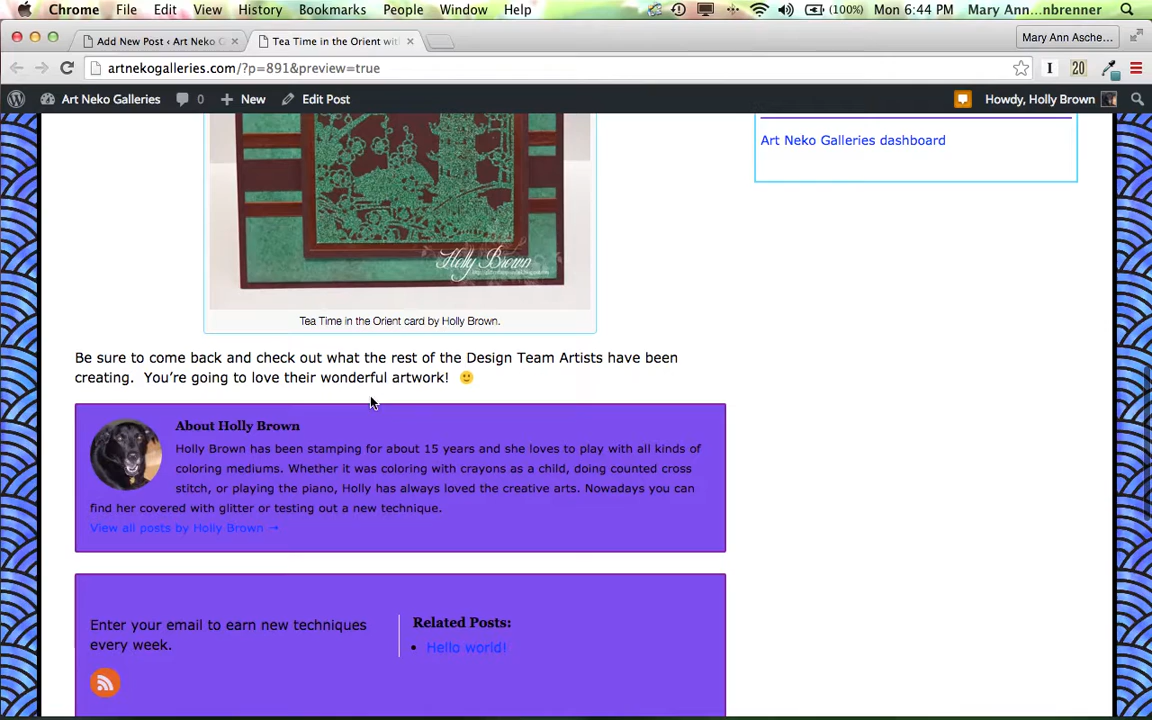 Chrome File Edit View History Bookmarks People Window Help (100%) Mon 6:44 PM Mary Ann...nbrenner
Add New Post ‹ Art Neko G Tea Time in the Orient wit Mary Ann Asche...
artnekogalleries.com/?p=891&preview=true 20
Art Neko Galleries 0 New Edit Post Howdy, Holly Brown
Art Neko Galleries dashboard
Holly Brown
Tea Time in the Orient card by Holly Brown.
Be sure to come back and check out what the rest of the Design Team Artists have been
creating. You’re going to love their wonderful artwork! 🙂
About Holly Brown
Holly Brown has been stamping for about 15 years and she loves to play with all kinds of
coloring mediums. Whether it was coloring with crayons as a child, doing counted cross
stitch, or playing the piano, Holly has always loved the creative arts. Nowadays you can
find her covered with glitter or testing out a new technique.
View all posts by Holly Brown →
Enter your email to earn new techniques
every week.
Related Posts:
• Hello world!